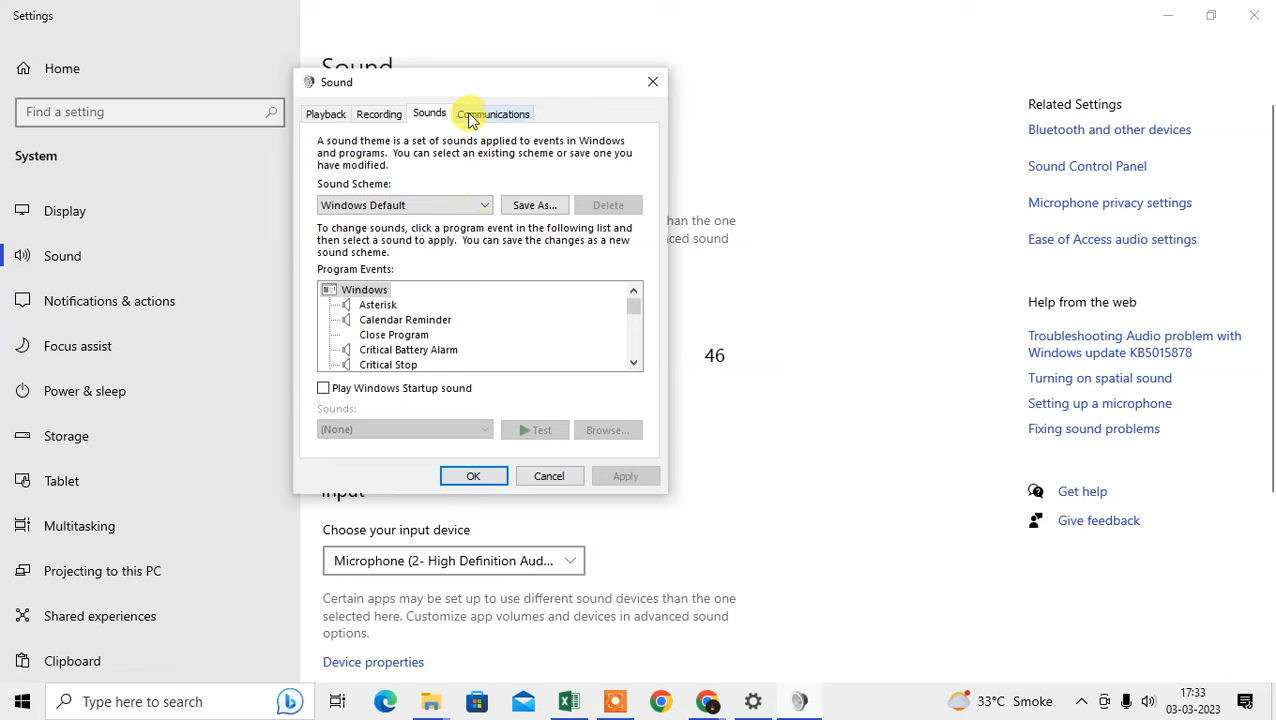 Settings
Home
Find a setting
System
Display
Sound
Notifications & actions
Focus assist
Power & sleep
Storage
Tablet
Multitasking
Projecting to this PC
Shared experiences
Clipboard
Sound
Sound
Playback
Recording
Sounds
Communications
A sound theme is a set of sounds applied to events in Windows
and programs. You can select an existing scheme or save one you
have modified.
Sound Scheme:
Windows Default
Save As...
Delete
To change sounds, click a program event in the following list and
then select a sound to apply. You can save the changes as a new
sound scheme.
Program Events:
Windows
Asterisk
Calendar Reminder
Close Program
Critical Battery Alarm
Critical Stop
Play Windows Startup sound
Sounds:
(None)
Test
Browse...
OK
Cancel
Apply
than the one
sound
46
Input
Choose your input device
Microphone (2- High Definition Aud...
Certain apps may be set up to use different sound devices than the one
selected here. Customize app volumes and devices in advanced sound
options.
Device properties
Related Settings
Bluetooth and other devices
Sound Control Panel
Microphone privacy settings
Ease of Access audio settings
Help from the web
Troubleshooting Audio problem with
Windows update KB5015878
Turning on spatial sound
Setting up a microphone
Fixing sound problems
Get help
Give feedback
Type here to search
33°C Smoke
17:33
03-03-2023